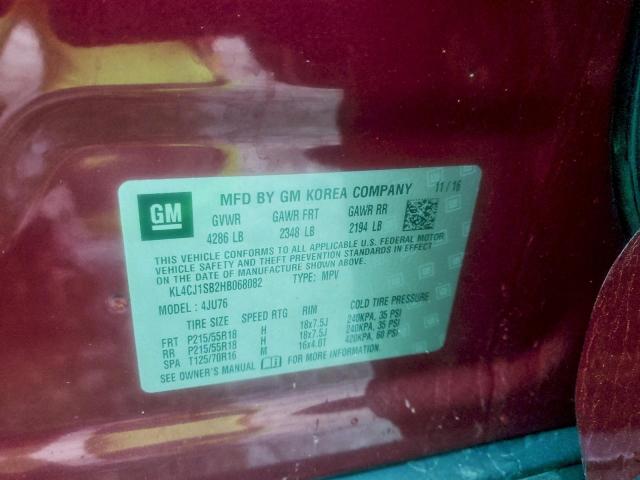 GM
MFD BY GM KOREA COMPANY 11/16
GVWR GAWR FRT GAWR RR
4286 LB 2348 LB 2194 LB
THIS VEHICLE CONFORMS TO ALL APPLICABLE U.S. FEDERAL MOTOR
VEHICLE SAFETY AND THEFT PREVENTION STANDARDS IN EFFECT
ON THE DATE OF MANUFACTURE SHOWN ABOVE.
KL4CJ1SB2HB068082 TYPE: MPV
MODEL: 4JU76
TIRE SIZE SPEED RTG RIM COLD TIRE PRESSURE
FRT P215/55R18 H 18x7.5J 240KPA, 35 PSI
RR P215/55R18 H 18x7.5J 240KPA, 35 PSI
SPA T125/70R16 M 16x4.0T 420KPA, 60 PSI
SEE OWNER'S MANUAL FOR MORE INFORMATION.